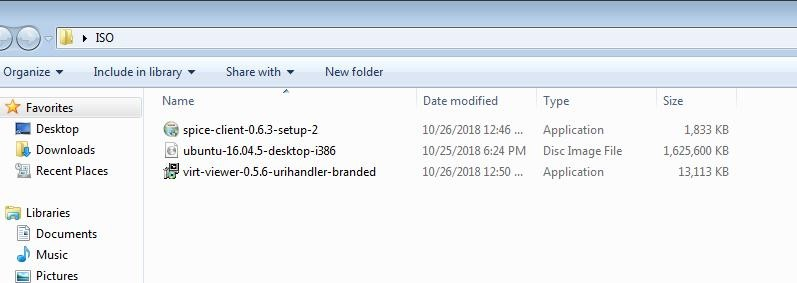 ISO
Organize Include in library Share with New folder
Name Date modified Type Size
Favorites
Desktop
Downloads
Recent Places
Libraries
Documents
Music
Pictures
spice-client-0.6.3-setup-2 10/26/2018 12:46 ... Application 1,833 KB
ubuntu-16.04.5-desktop-i386 10/25/2018 6:24 PM Disc Image File 1,625,600 KB
virt-viewer-0.5.6-urihandler-branded 10/26/2018 12:50 ... Application 13,113 KB